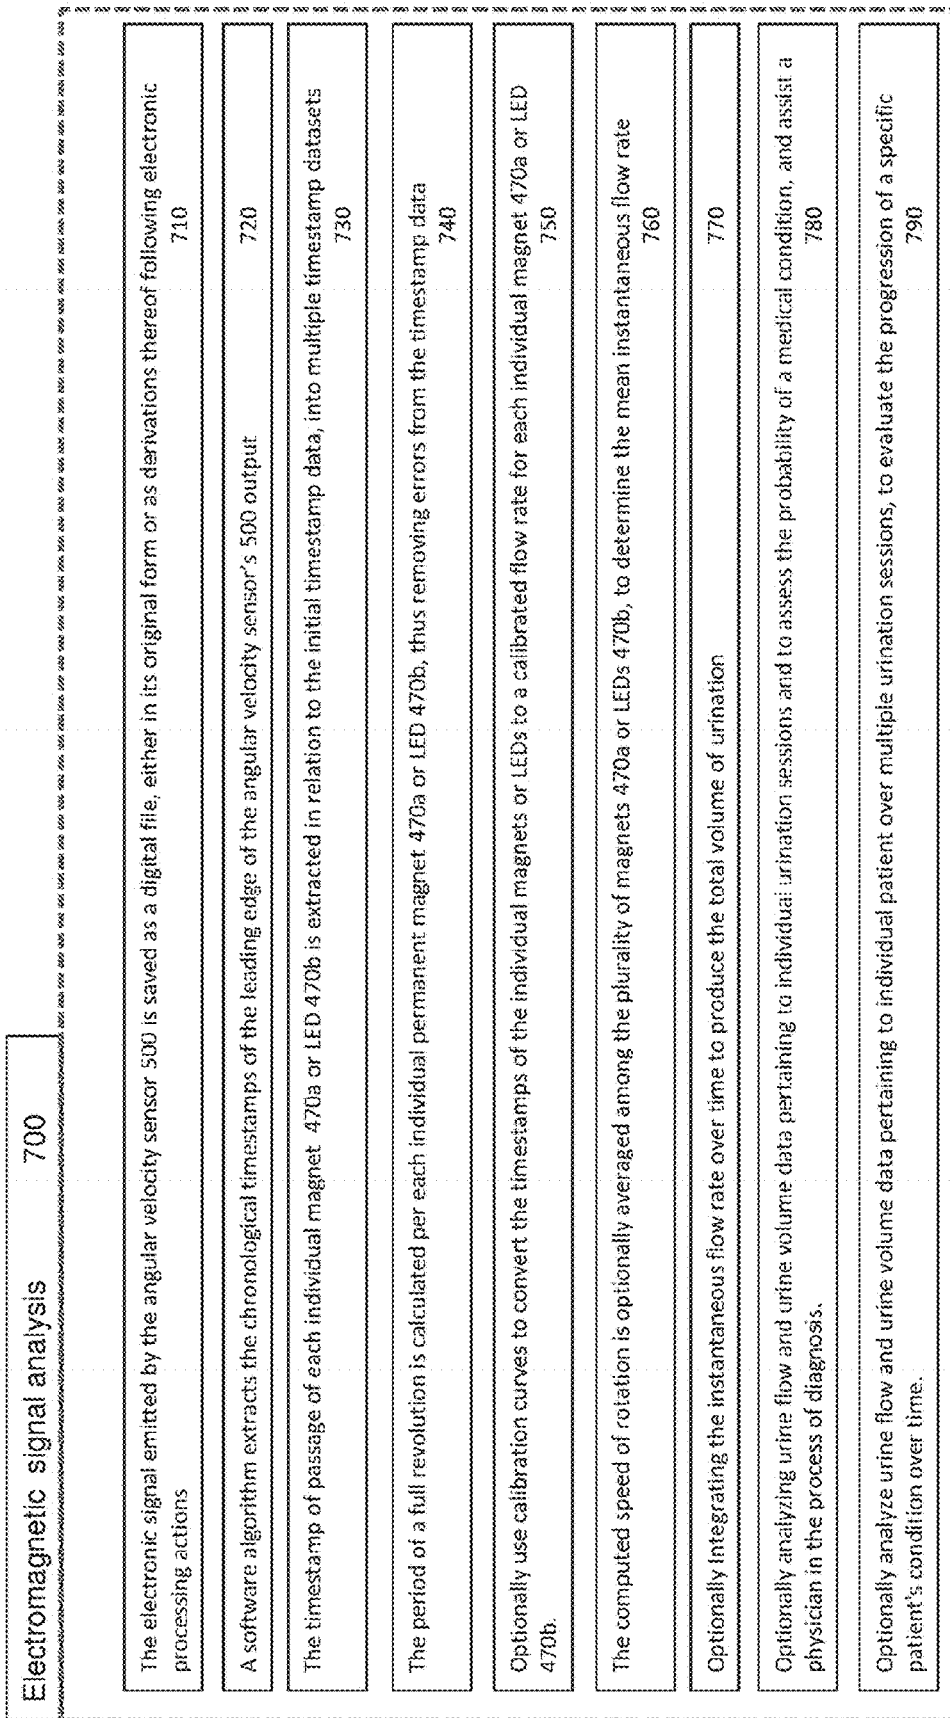 Electromagnetic signal analysis 700
The electronic signal emitted by the angular velocity sensor 500 is saved as a digital file, either in its original form or as derivations thereof following electronic
processing actions 710
A software algorithm extracts the chronological timestamps of the leading edge of the angular velocity sensor's 500 output 720
The timestamp of passage of each individual magnet 470a or LED 470b is extracted in relation to the initial timestamp data, into multiple timestamp datasets
730
The period of a full revolution is calculated per each individual permanent magnet 470a or LED 470b, thus removing errors from the timestamp data
740
Optionally use calibration curves to convert the timestamps of the individual magnets or LEDs to a calibrated flow rate for each individual magnet 470a or LED
470b. 750
The computed speed of rotation is optionally averaged among the plurality of magnets 470a or LEDs 470b, to determine the mean instantaneous flow rate
760
Optionally Integrating the instantaneous flow rate over time to produce the total volume of urination 770
Optionally analyzing urine flow and urine volume data pertaining to individual urination sessions and to assess the probability of a medical condition, and assist a
physician in the process of diagnosis. 780
Optionally analyze urine flow and urine volume data pertaining to individual patient over multiple urination sessions, to evaluate the progression of a specific
patient's condition over time. 790